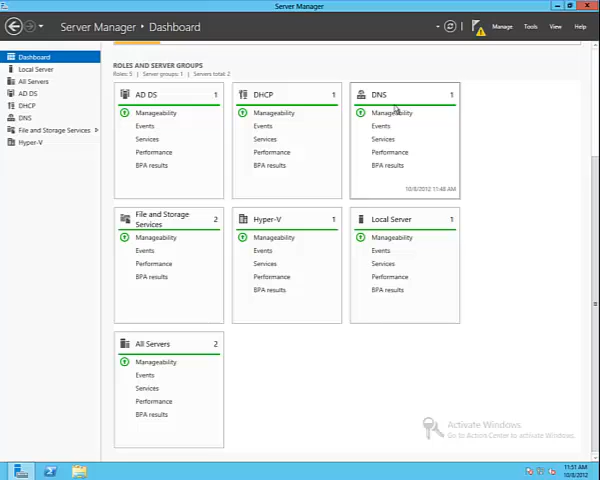 Server Manager
Server Manager • Dashboard
Manage Tools View Help
Dashboard
Local Server
All Servers
AD DS
DHCP
DNS
File and Storage Services
Hyper-V
ROLES AND SERVER GROUPS
Roles: 5 | Server groups: 1 | Servers total: 2
AD DS 1
Manageability
Events
Services
Performance
BPA results
DHCP 1
Manageability
Events
Services
Performance
BPA results
DNS 1
Manageability
Events
Services
Performance
BPA results
10/8/2012 11:48 AM
File and Storage
Services 2
Manageability
Events
Performance
BPA results
Hyper-V 1
Manageability
Events
Services
Performance
BPA results
Local Server 1
Manageability
Events
Services
Performance
BPA results
All Servers 2
Manageability
Events
Services
Performance
BPA results
Activate Windows
Go to Action Center to activate Windows.
11:51 AM
10/8/2012